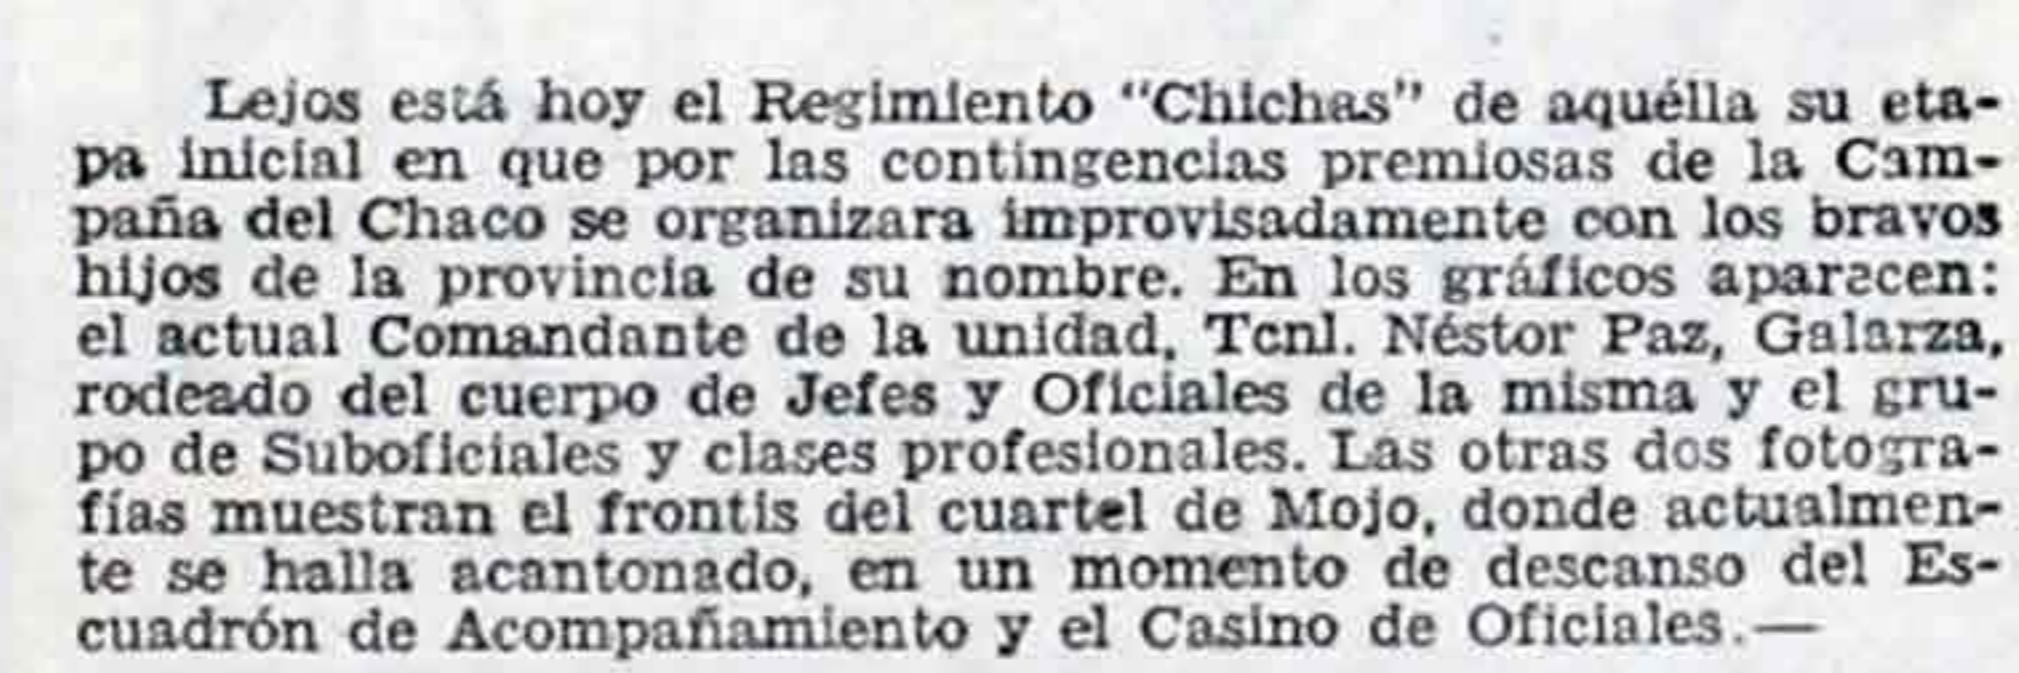 Lejos está hoy el Regimiento "Chichas" de aquélla su eta-
pa inicial en que por las contingencias premiosas de la Cam-
paña del Chaco se organizara improvisadamente con los bravos
hijos de la provincia de su nombre. En los gráficos aparecen:
el actual Comandante de la unidad, Tcnl. Néstor Paz, Galarza,
rodeado del cuerpo de Jefes y Oficiales de la misma y el gru-
po de Suboficiales y clases profesionales. Las otras dos fotogra-
fías muestran el frontis del cuartel de Mojo, donde actualmen-
te se halla acantonado, en un momento de descanso del Es-
cuadrón de Acompañamiento y el Casino de Oficiales.—